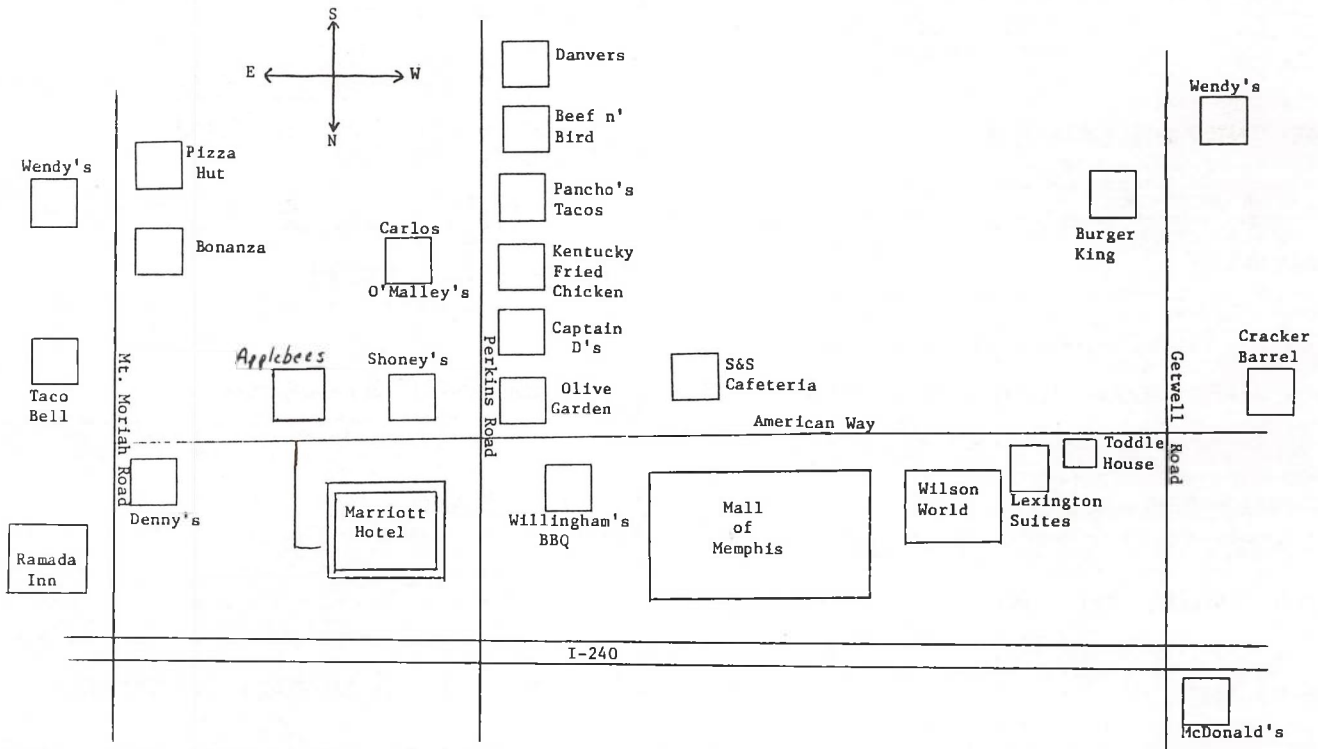 S
E
W
N
Danvers
Beef n'
Bird
Pancho's
Tacos
Kentucky
Fried
Chicken
Captain
D's
Olive
Garden
Wendy's
Pizza
Hut
Bonanza
Carlos
O'Malley's
Applebees
Shoney's
Taco
Bell
Mt. Moriah Road
Perkins Road
S&S
Cafeteria
American Way
Wendy's
Burger
King
Getwell Road
Cracker
Barrel
Toddle
House
Denny's
Ramada
Inn
Marriott
Hotel
Willingham's
BBQ
Mall
of
Memphis
Wilson
World
Lexington
Suites
I-240
McDonald's